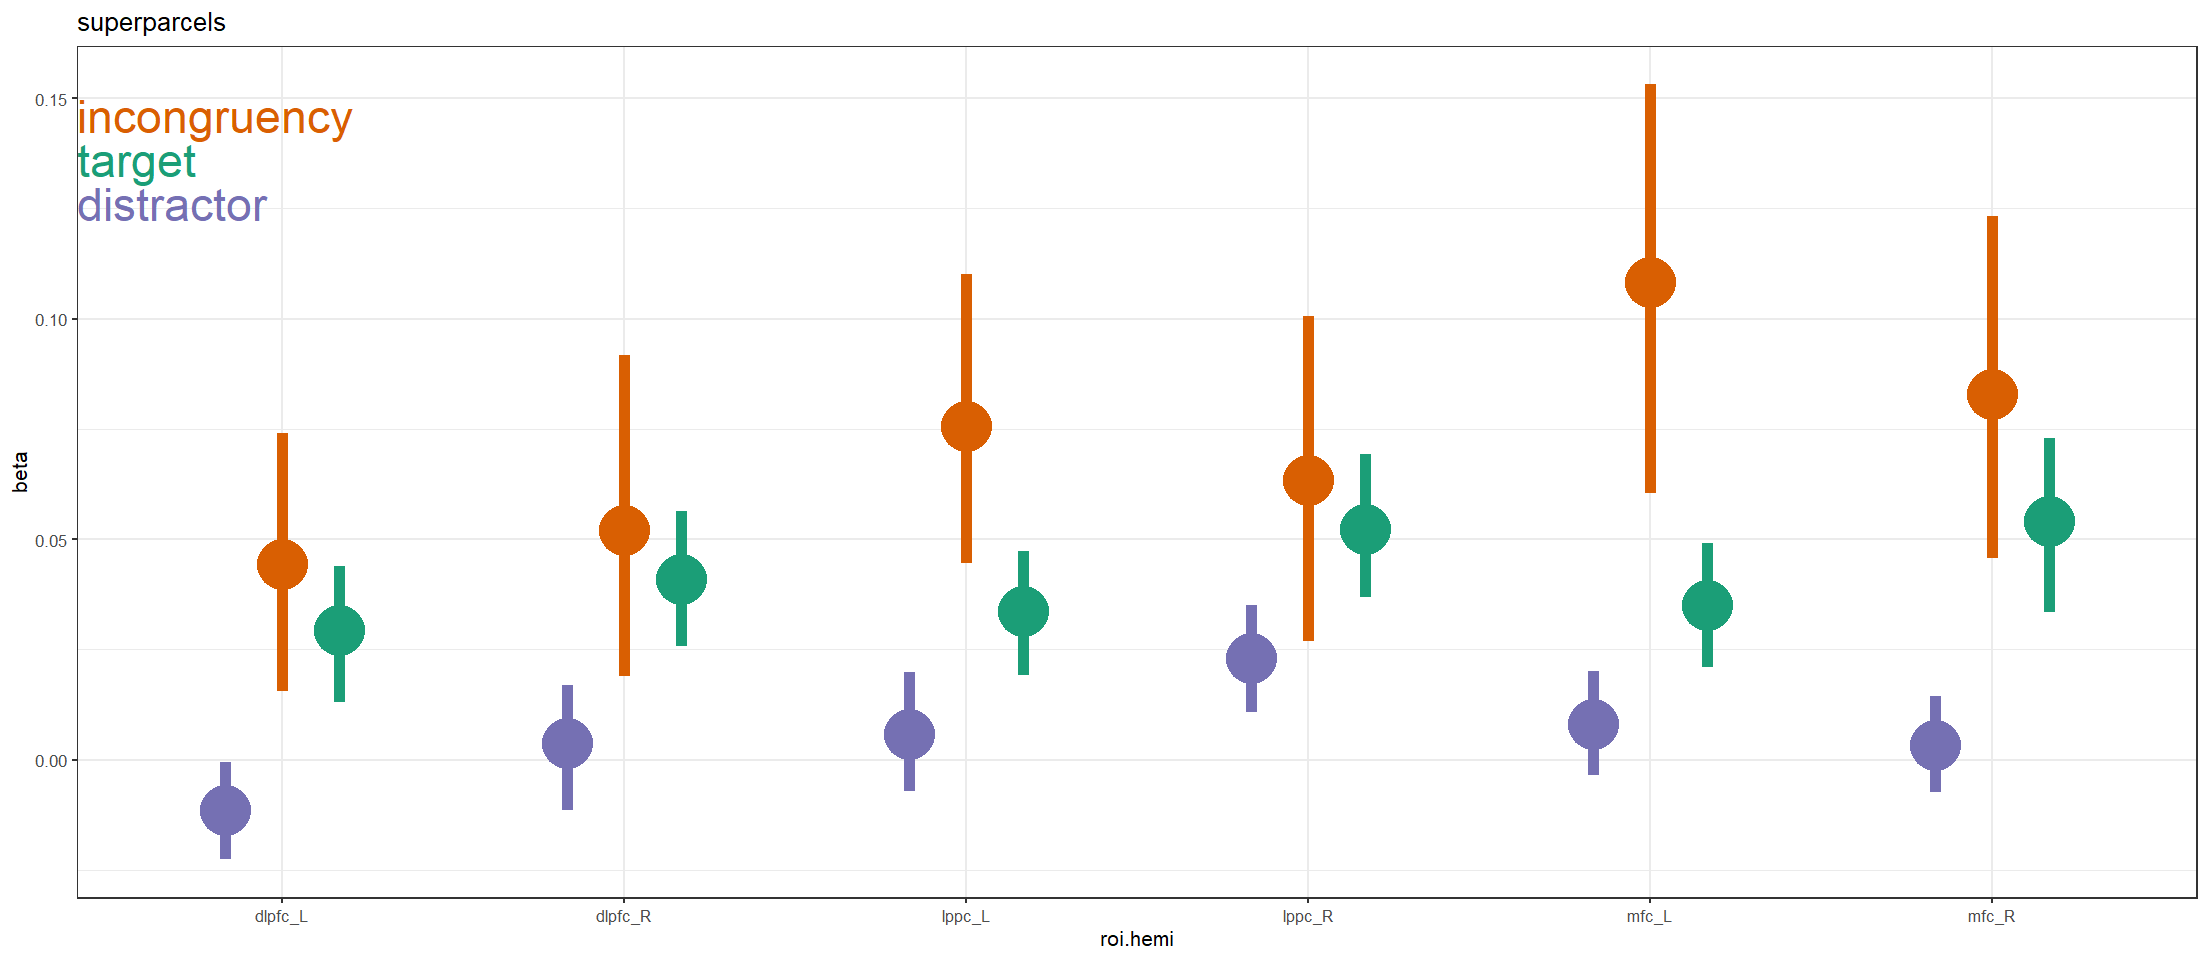 superparcels
0.15
incongruency
target
distractor
0.10
beta
0.05
0.00
dlpfc_L dlpfc_R lppc_L lppc_R mfc_L mfc_R
roi.hemi